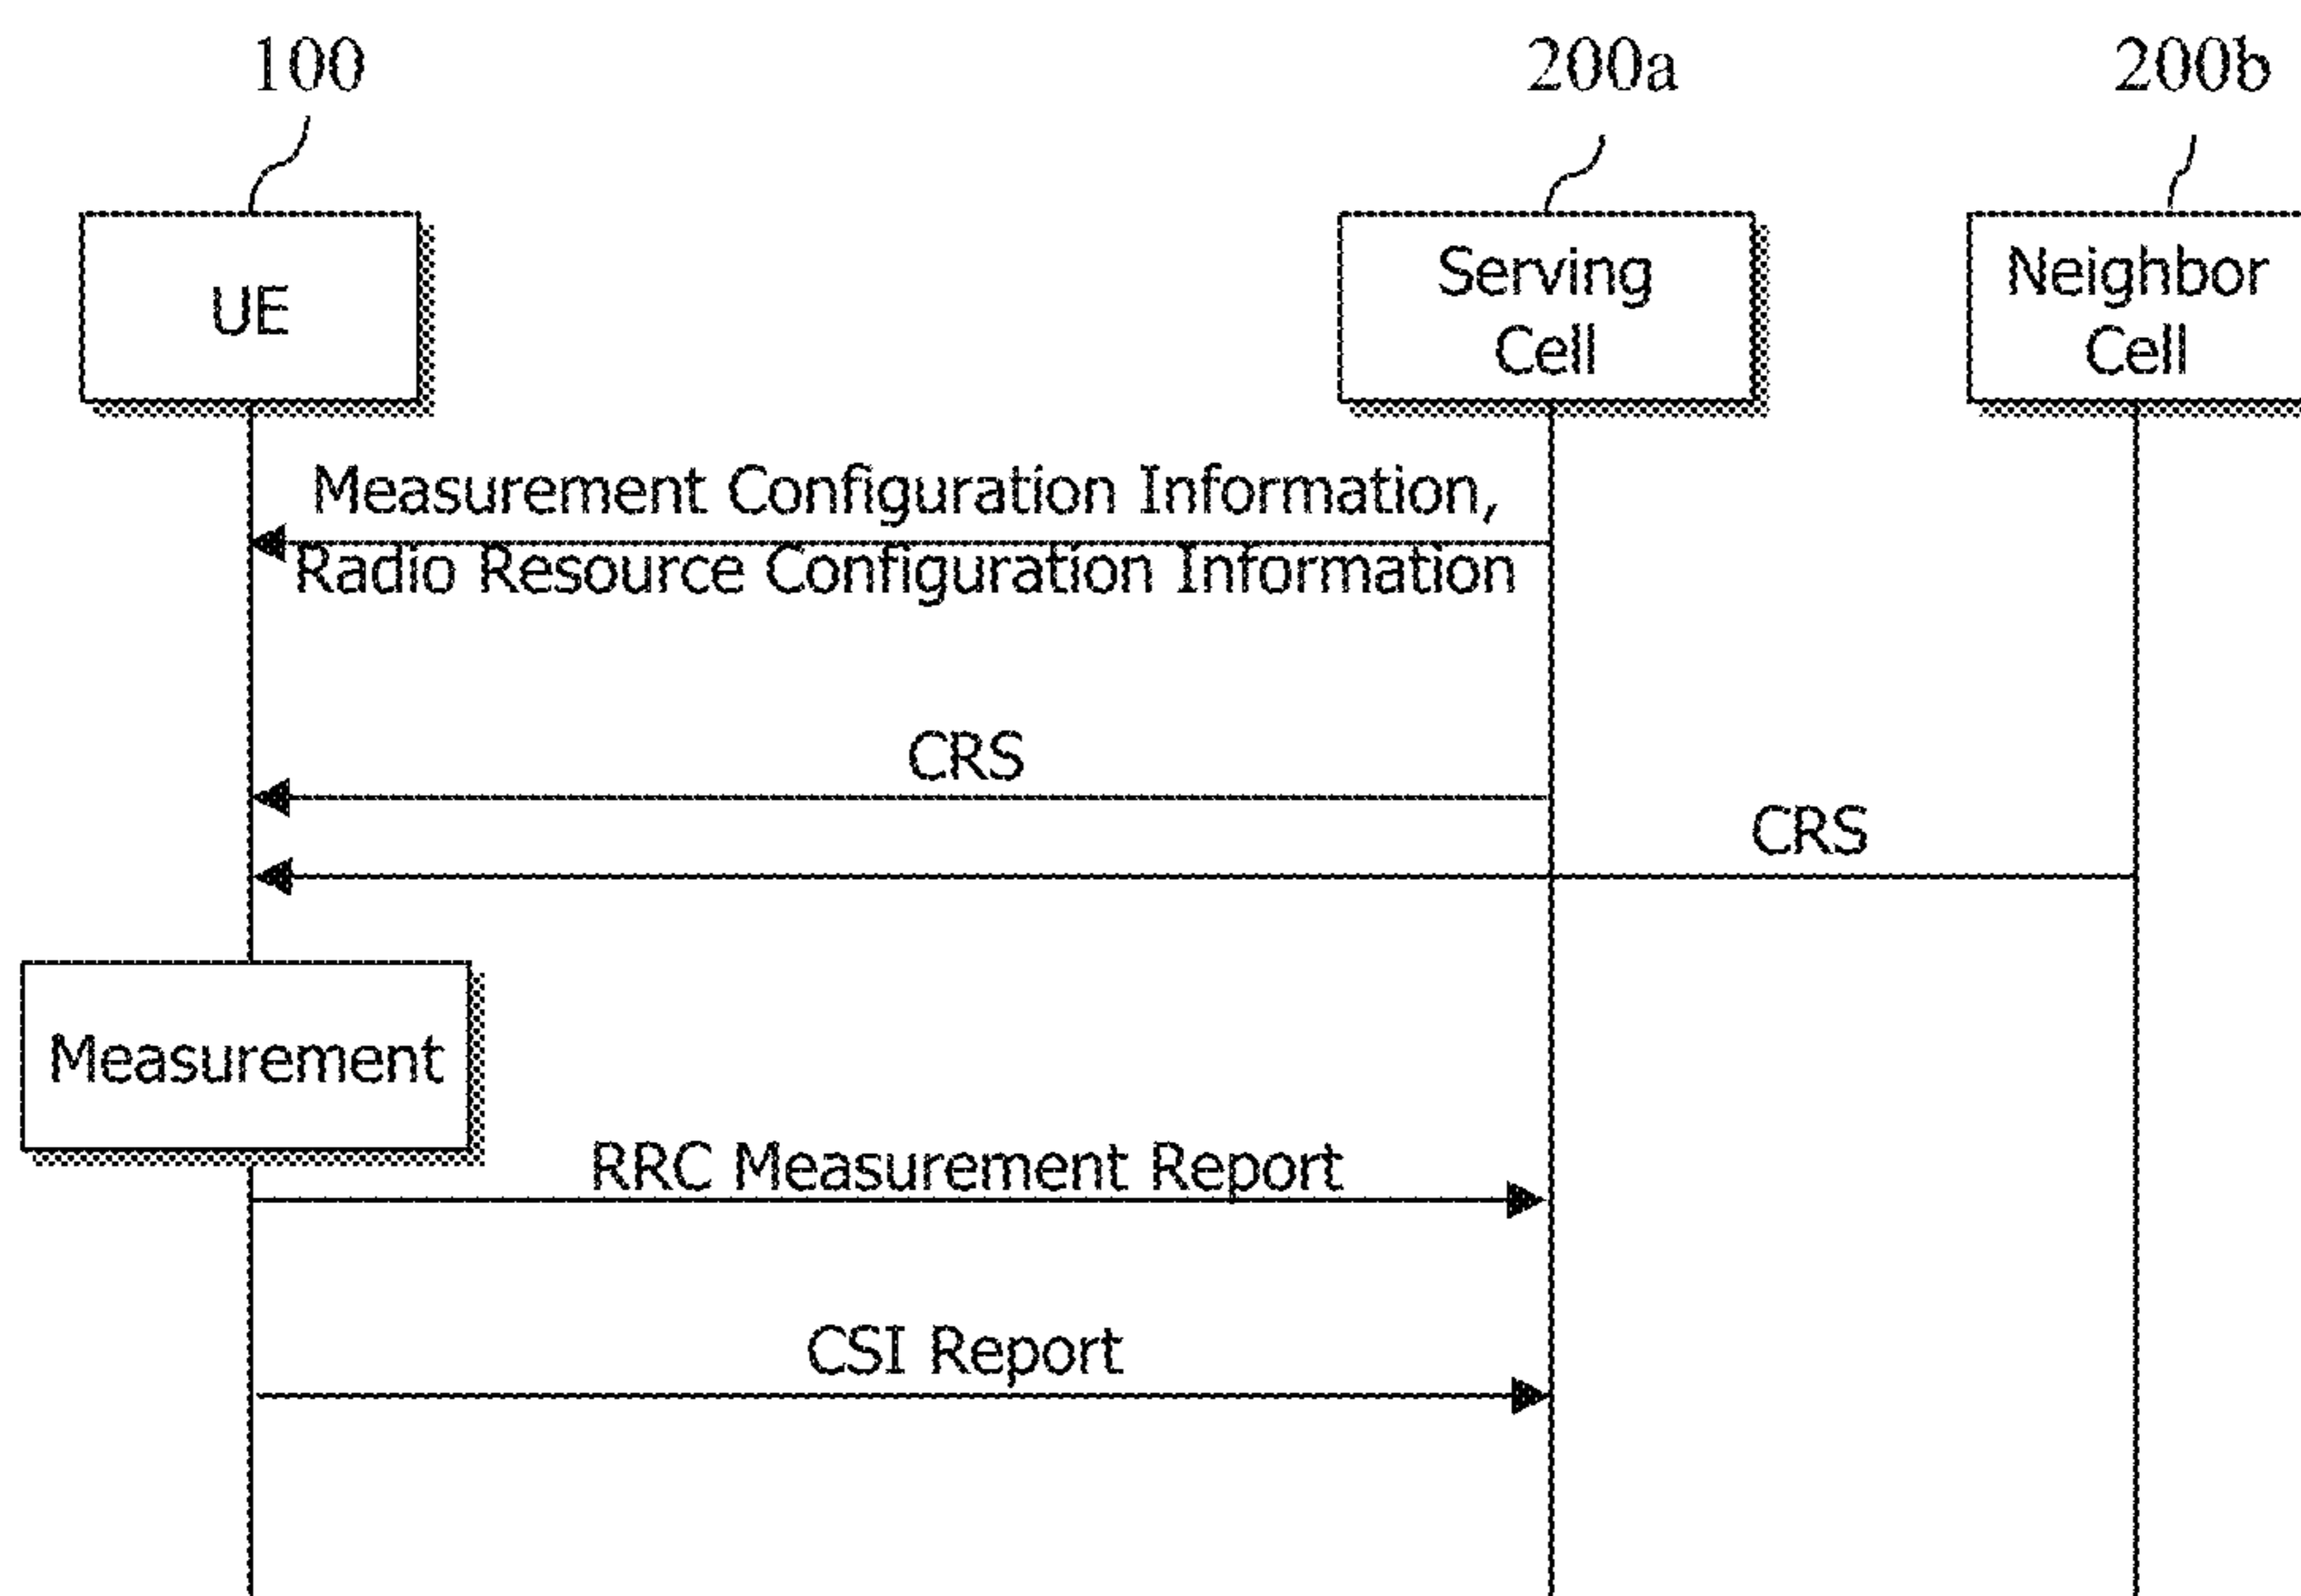 100
200a
200b
UE
Serving
Cell
Neighbor
Cell
Measurement Configuration Information,
Radio Resource Configuration Information
CRS
CRS
Measurement
RRC Measurement Report
CSI Report